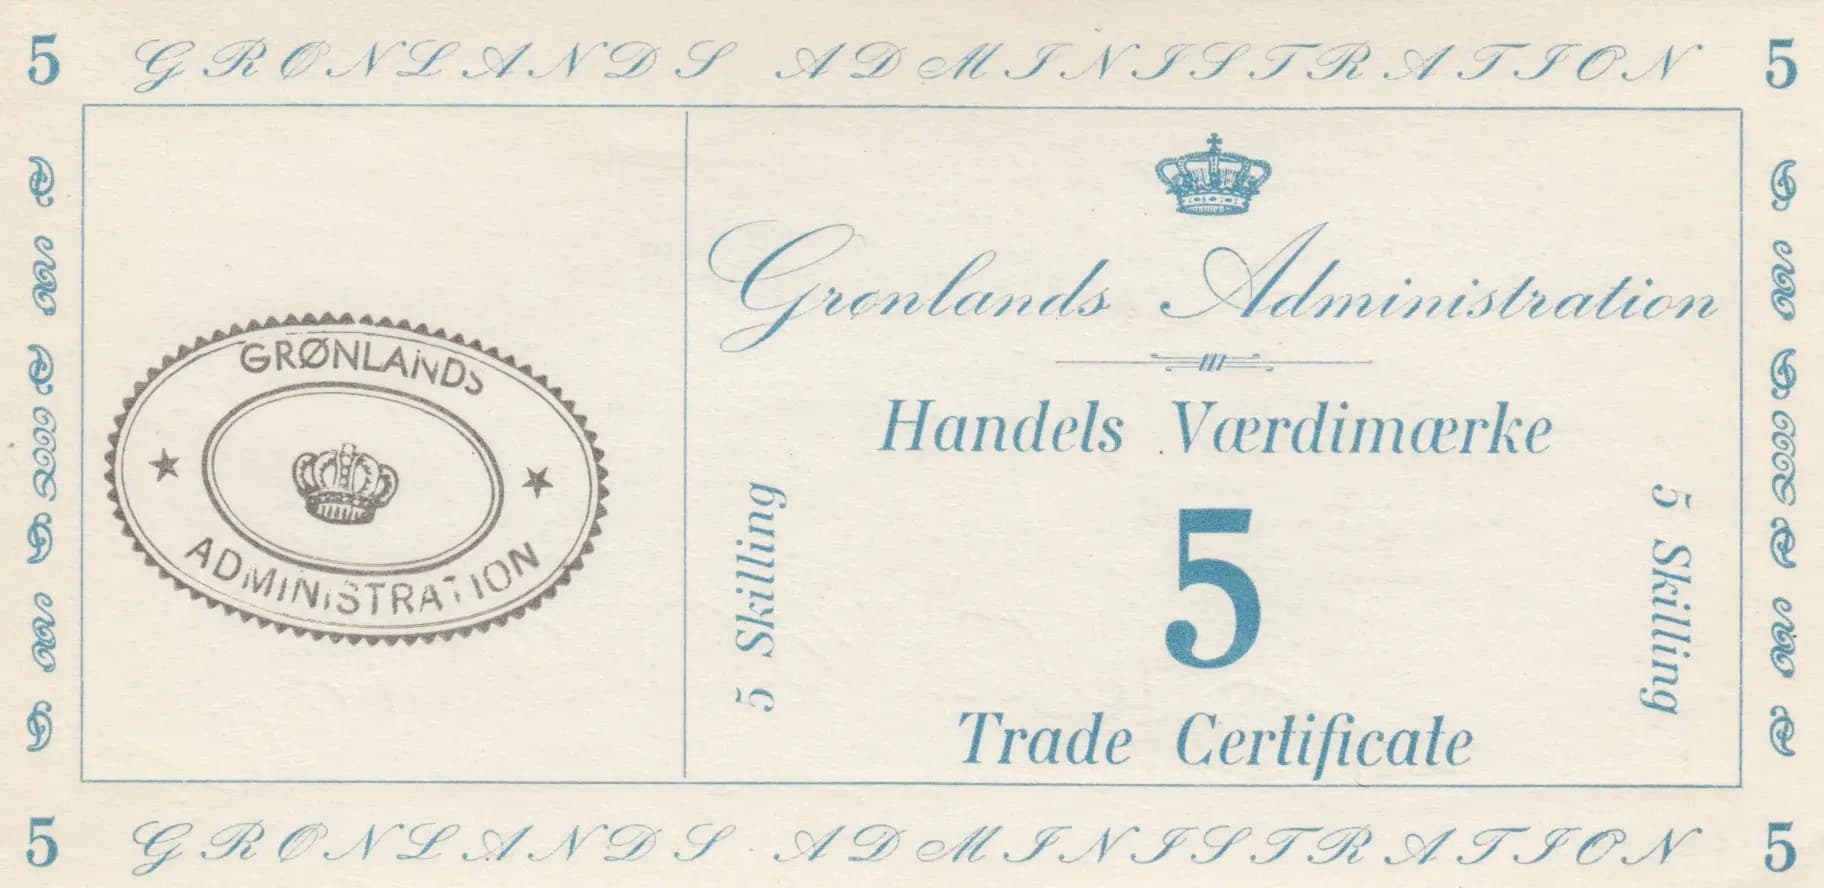 5 GRØNLANDS ADMINISTRATION 5
Grønlands Administration
Handels Værdimærke
5
Trade Certificate
5 Skilling
5 Skilling
GRØNLANDS
ADMINISTRATION
5 GRØNLANDS ADMINISTRATION 5